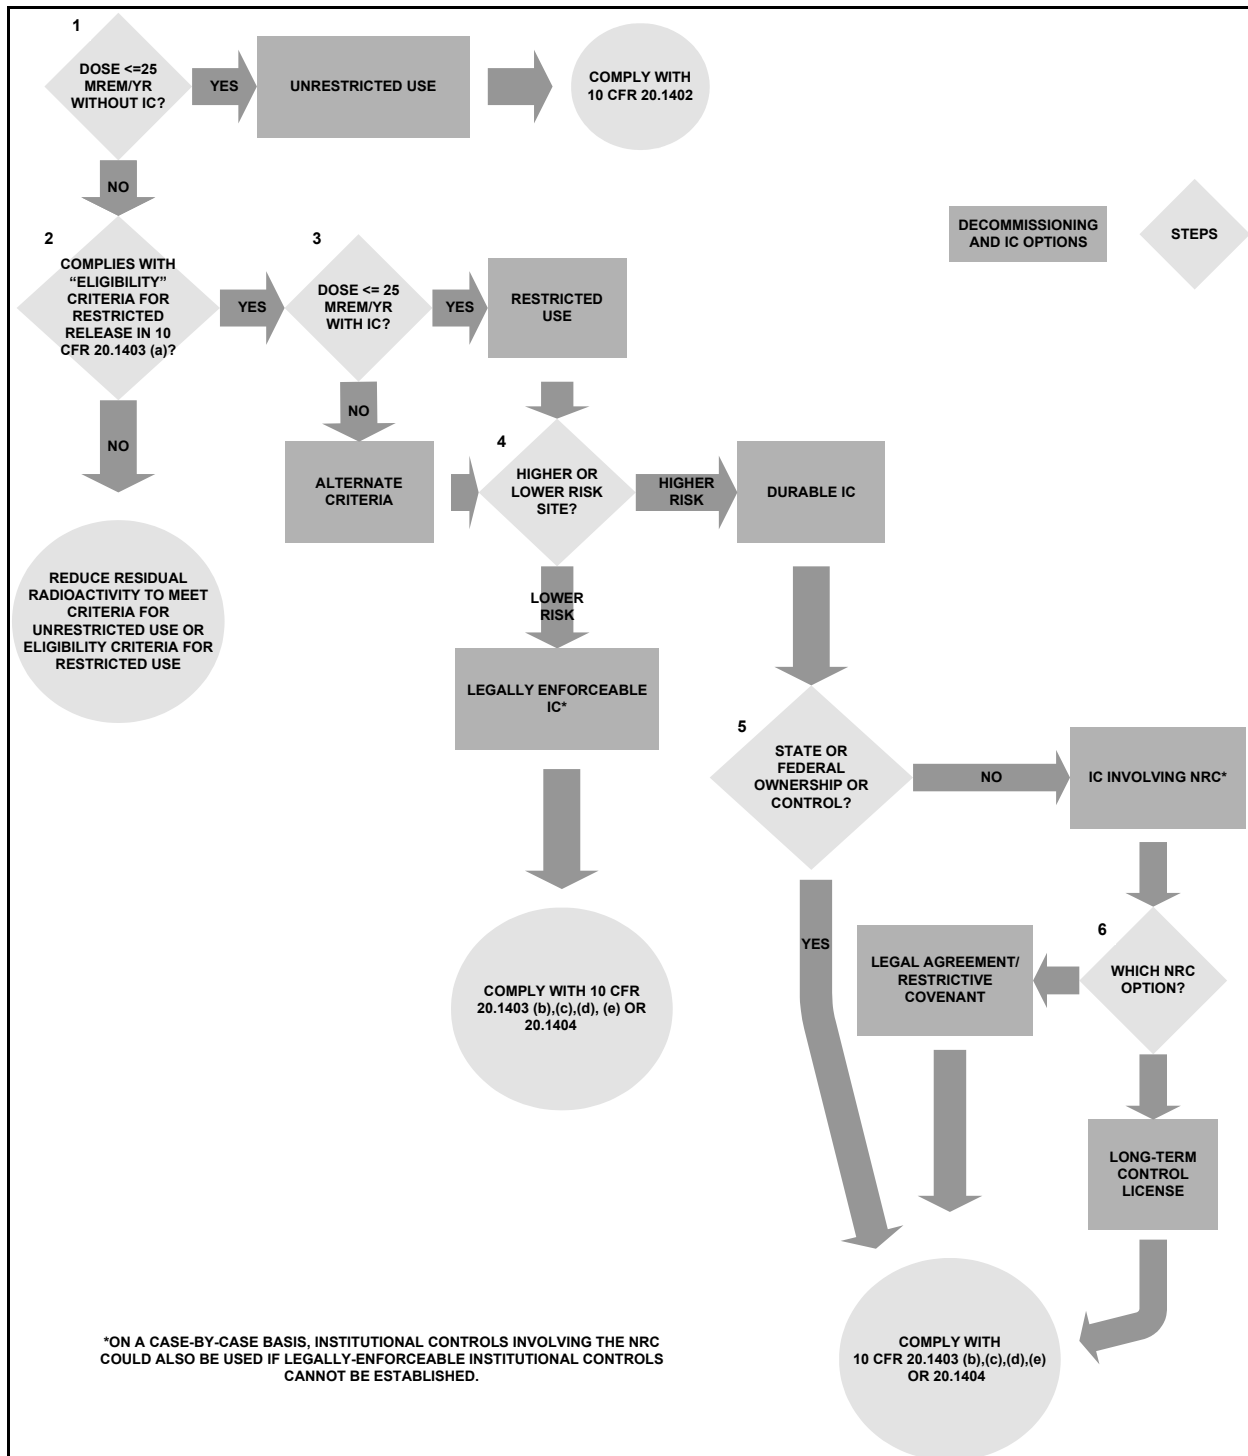 1
DOSE <=25
MREM/YR
WITHOUT IC?
YES
UNRESTRICTED USE
COMPLY WITH
10 CFR 20.1402
NO
DECOMMISSIONING
AND IC OPTIONS
STEPS
2
COMPLIES WITH
“ELIGIBILITY”
CRITERIA FOR
RESTRICTED
RELEASE IN 10
CFR 20.1403 (a)?
YES
3
DOSE <= 25
MREM/YR
WITH IC?
YES
RESTRICTED
USE
NO
NO
ALTERNATE
CRITERIA
4
HIGHER OR
LOWER RISK
SITE?
HIGHER
RISK
DURABLE IC
REDUCE RESIDUAL
RADIOACTIVITY TO MEET
CRITERIA FOR
UNRESTRICTED USE OR
ELIGIBILITY CRITERIA FOR
RESTRICTED USE
LOWER
RISK
LEGALLY ENFORCEABLE
IC*
5
STATE OR
FEDERAL
OWNERSHIP OR
CONTROL?
NO
IC INVOLVING NRC*
YES
LEGAL AGREEMENT/
RESTRICTIVE
COVENANT
6
WHICH NRC
OPTION?
COMPLY WITH 10 CFR
20.1403 (b),(c),(d), (e) OR
20.1404
LONG-TERM
CONTROL
LICENSE
*ON A CASE-BY-CASE BASIS, INSTITUTIONAL CONTROLS INVOLVING THE NRC
COULD ALSO BE USED IF LEGALLY-ENFORCEABLE INSTITUTIONAL CONTROLS
CANNOT BE ESTABLISHED.
COMPLY WITH
10 CFR 20.1403 (b),(c),(d),(e)
OR 20.1404